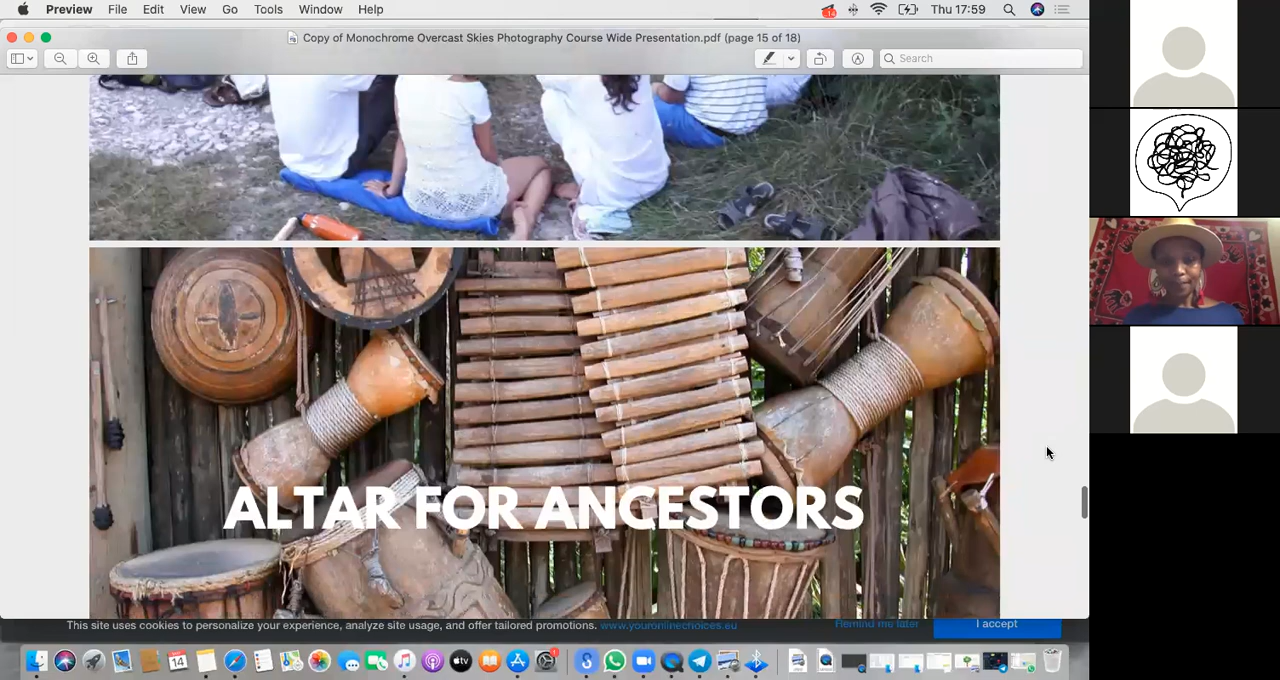 Preview File Edit View Go Tools Window Help Thu 17:59
Copy of Monochrome Overcast Skies Photography Course Wide Presentation.pdf (page 15 of 18)
Search
ALTAR FOR ANCESTORS
This site uses cookies to personalize your experience, analyze site usage, and offer tailored promotions. www.youronlinechoices.eu Remind me later I accept
14
tv